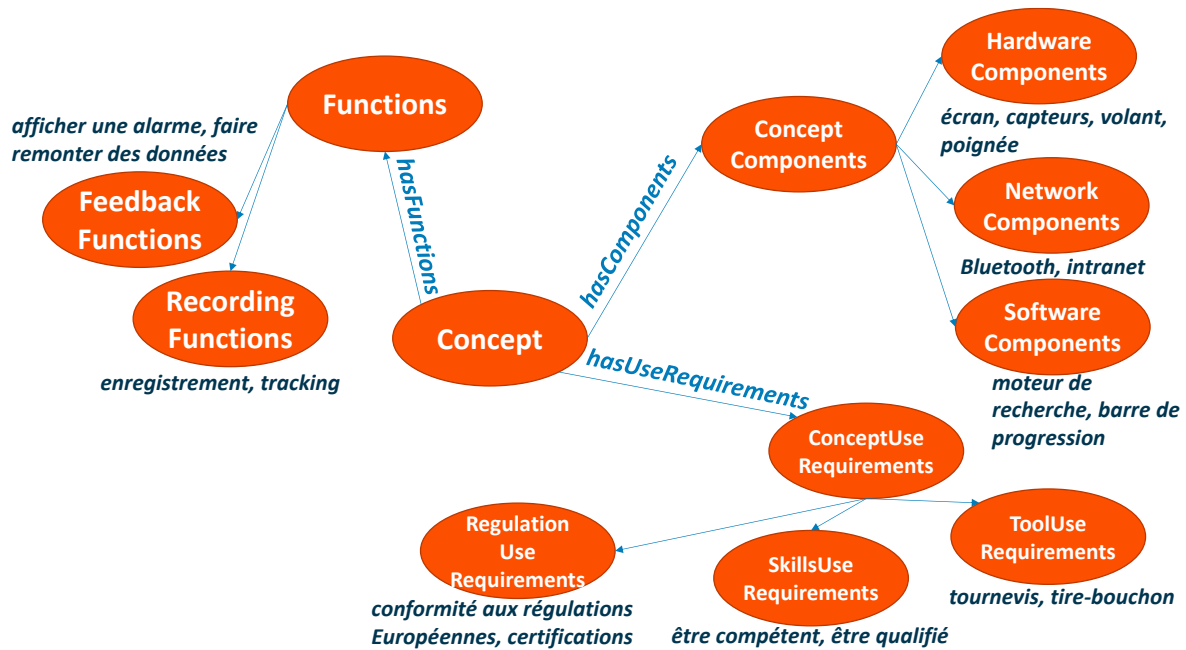 Functions
afficher une alarme, faire
remonter des données
Feedback
Functions
Recording
Functions
enregistrement, tracking
hasFunctions
Concept
hasComponents
Concept
Components
Hardware
Components
écran, capteurs, volant,
poignée
Network
Components
Bluetooth, intranet
Software
Components
moteur de
recherche, barre de
progression
hasUseRequirements
ConceptUse
Requirements
Regulation
Use
Requirements
conformité aux régulations
Européennes, certifications
SkillsUse
Requirements
être compétent, être qualifié
ToolUse
Requirements
tournevis, tire-bouchon